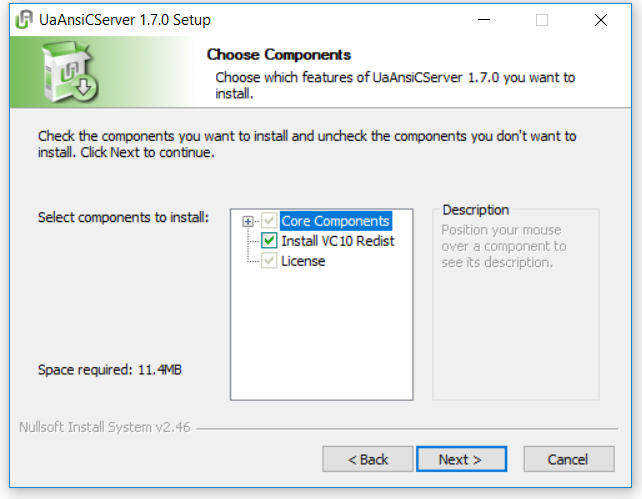 UaAnsiCServer 1.7.0 Setup
Choose Components
Choose which features of UaAnsiCServer 1.7.0 you want to
install.
Check the components you want to install and uncheck the components you don't want to
install. Click Next to continue.
Select components to install:
Core Components
Install VC10 Redist
License
Description
Position your mouse
over a component to
see its description.
Space required: 11.4MB
Nullsoft Install System v2.46
< Back
Next >
Cancel